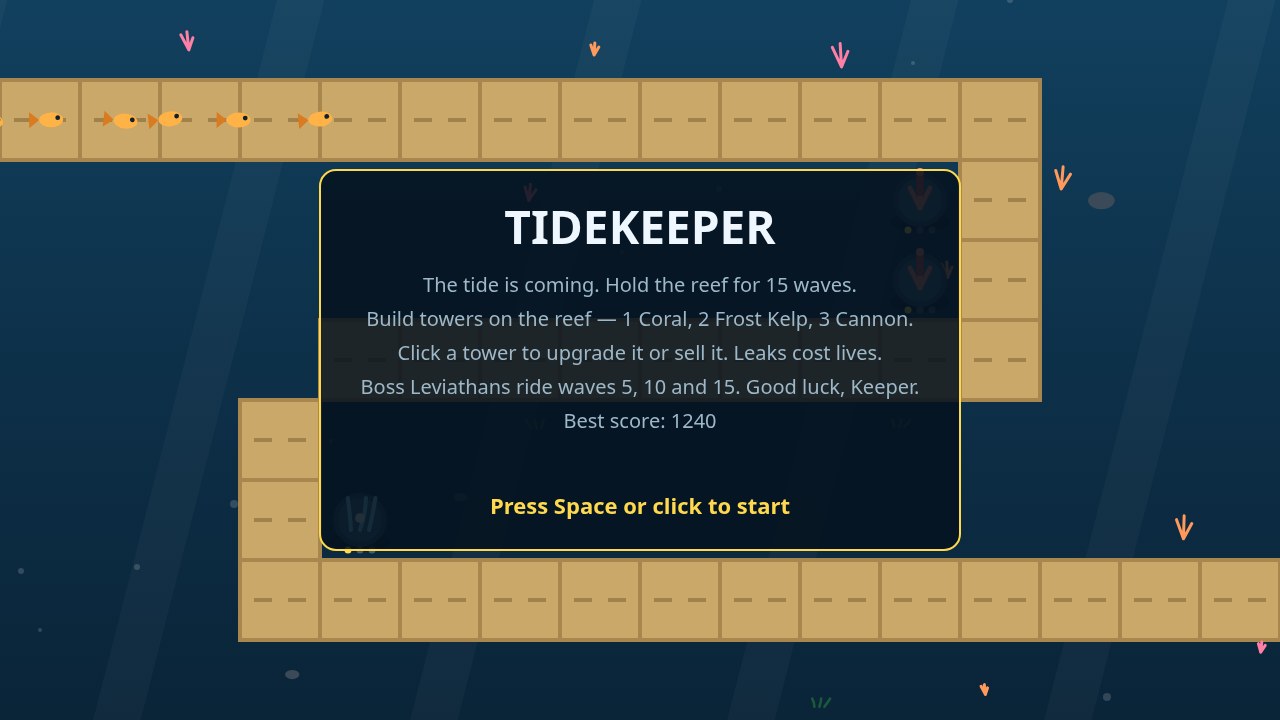 TIDEKEEPER
The tide is coming. Hold the reef for 15 waves.
Build towers on the reef — 1 Coral, 2 Frost Kelp, 3 Cannon.
Click a tower to upgrade it or sell it. Leaks cost lives.
Boss Leviathans ride waves 5, 10 and 15. Good luck, Keeper.
Best score: 1240
Press Space or click to start